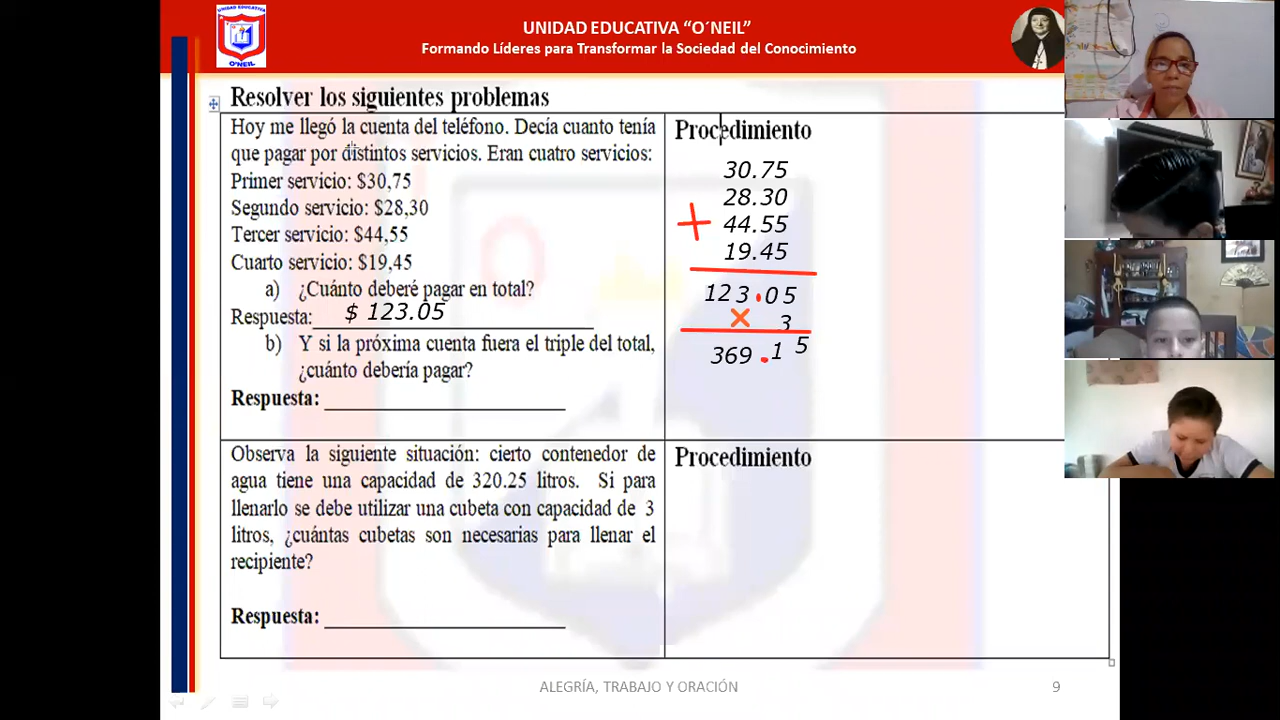 UNIDAD EDUCATIVA
O´NEIL
UNIDAD EDUCATIVA “O´NEIL”
Formando Líderes para Transformar la Sociedad del Conocimiento
Resolver los siguientes problemas
Hoy me llegó la cuenta del teléfono. Decía cuanto tenía
que pagar por distintos servicios. Eran cuatro servicios:
Primer servicio: $30,75
Segundo servicio: $28,30
Tercer servicio: $44,55
Cuarto servicio: $19,45
a) ¿Cuánto deberé pagar en total?
Respuesta: $ 123.05
b) Y si la próxima cuenta fuera el triple del total,
¿cuánto debería pagar?
Respuesta:
Procedimiento
30.75
28.30
+ 44.55
19.45
123.05
× 3
369.15
Observa la siguiente situación: cierto contenedor de
agua tiene una capacidad de 320.25 litros. Si para
llenarlo se debe utilizar una cubeta con capacidad de 3
litros, ¿cuántas cubetas son necesarias para llenar el
recipiente?
Respuesta:
Procedimiento
ALEGRÍA, TRABAJO Y ORACIÓN
9